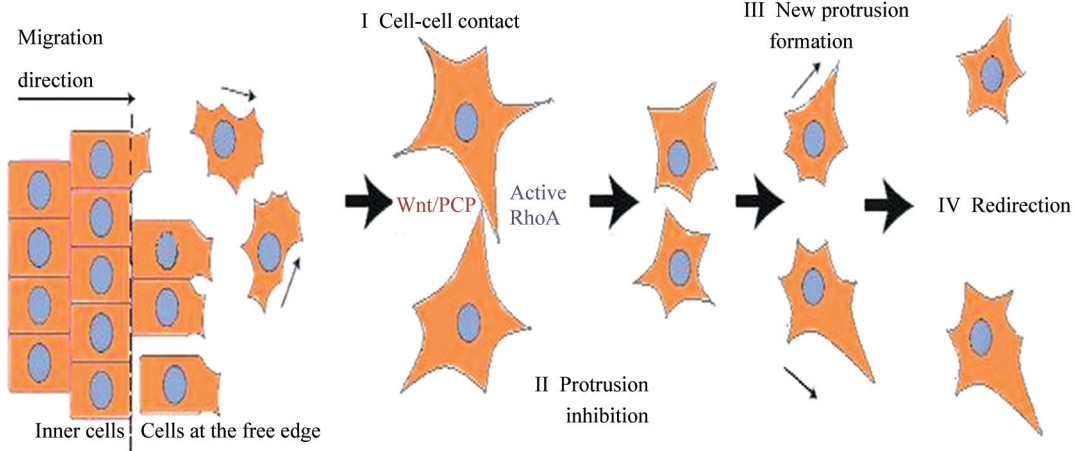 Migration
direction
Inner cells
Cells at the free edge
I Cell-cell contact
Wnt/PCP
Active
RhoA
II Protrusion
inhibition
III New protrusion
formation
IV Redirection